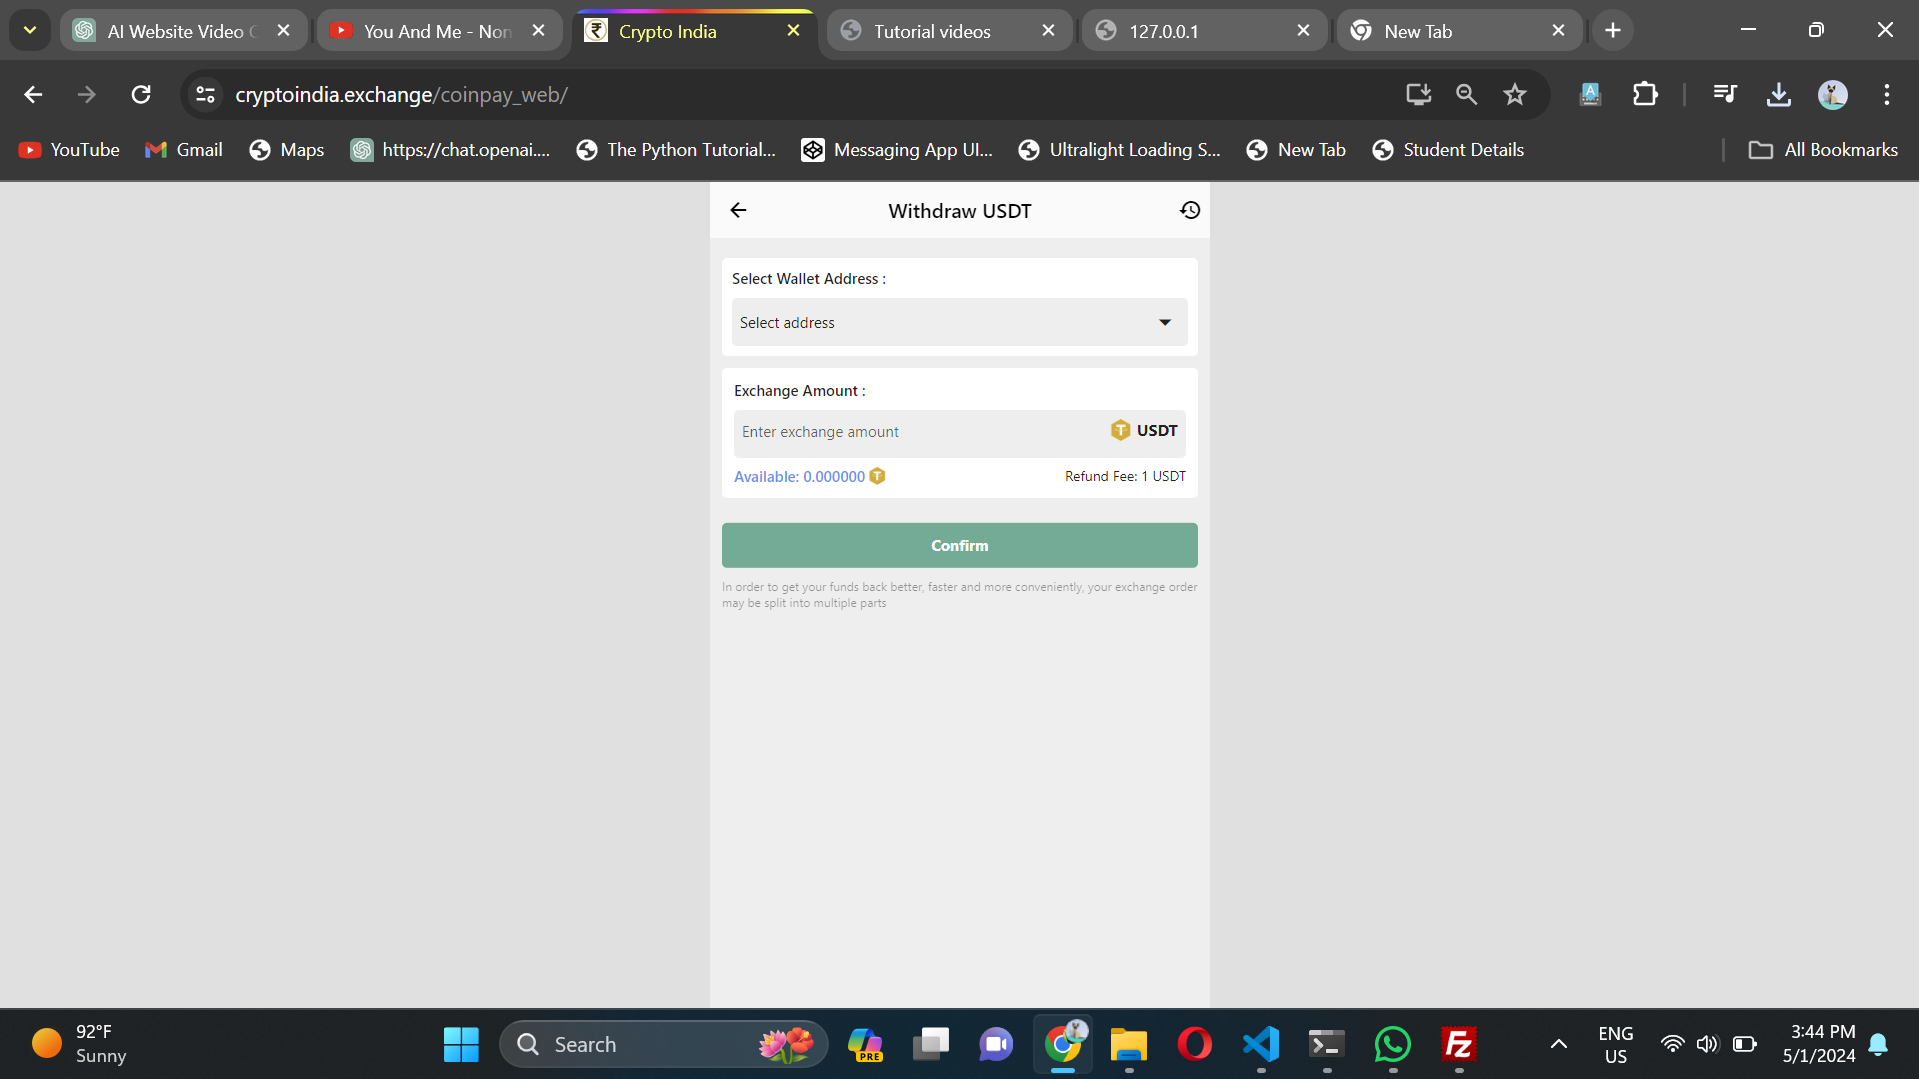 AI Website Video
You And Me - Non
Crypto India
Tutorial videos
127.0.0.1
New Tab
cryptoindia.exchange/coinpay_web/
YouTube
Gmail
Maps
https://chat.openai....
The Python Tutorial...
Messaging App UI...
Ultralight Loading S...
New Tab
Student Details
All Bookmarks
Withdraw USDT
Select Wallet Address :
Select address
Exchange Amount :
Enter exchange amount
USDT
Available: 0.000000
Refund Fee: 1 USDT
Confirm
In order to get your funds back better, faster and more conveniently, your exchange order
may be split into multiple parts
92°F
Sunny
Search
PRE
ENG
US
3:44 PM
5/1/2024